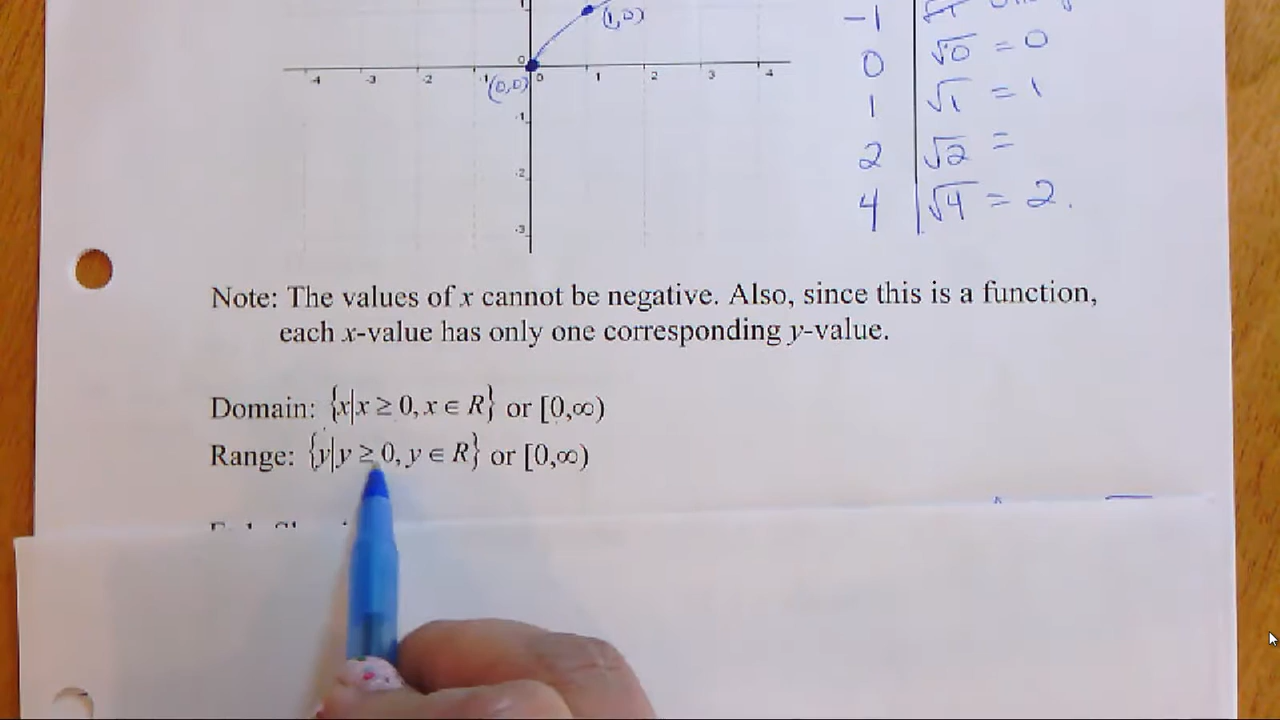 (1,0)
-1
0 √0 = 0
0
-4 -3 -2 -1 0 1 2 3 4
(0,0)
1 √1 = 1
-1
2 √2 =
-2
4 √4 = 2.
-3
Note: The values of x cannot be negative. Also, since this is a function,
each x-value has only one corresponding y-value.
Domain: {x|x ≥ 0, x ∈ R} or [0,∞)
Range: {y|y ≥ 0, y ∈ R} or [0,∞)